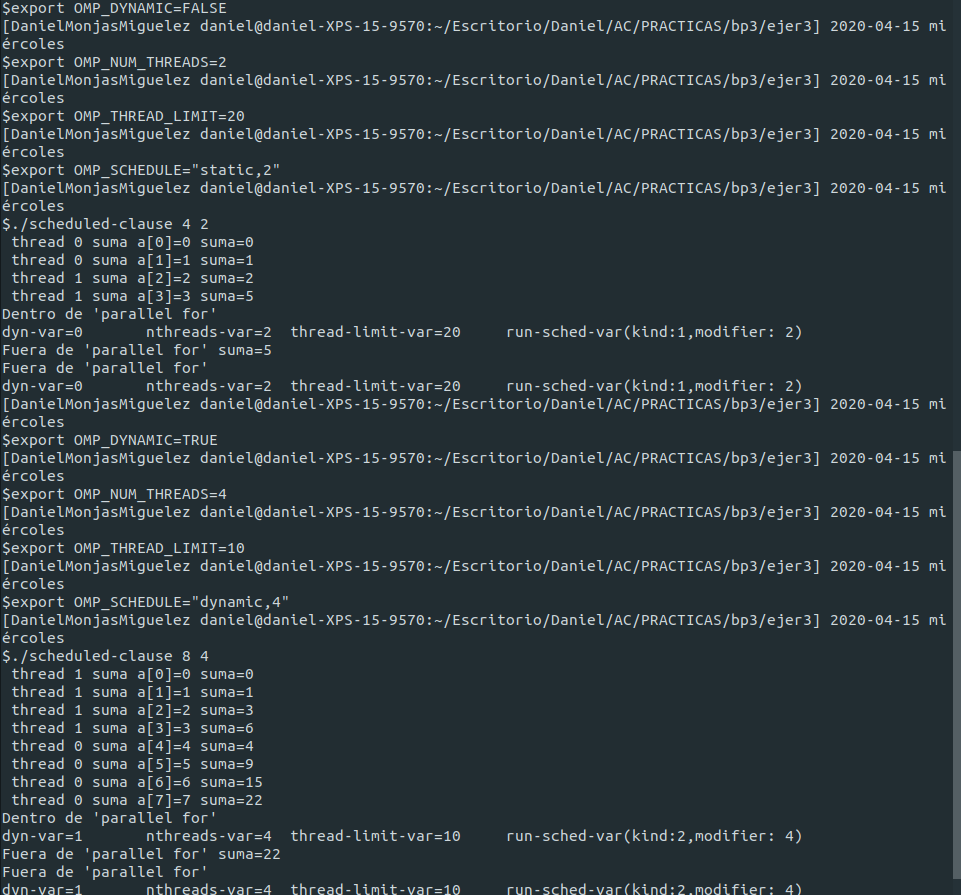 $export OMP_DYNAMIC=FALSE
[DanielMonjasMiguelez daniel@daniel-XPS-15-9570:~/Escritorio/Daniel/AC/PRACTICAS/bp3/ejer3] 2020-04-15 mi
ércoles
$export OMP_NUM_THREADS=2
[DanielMonjasMiguelez daniel@daniel-XPS-15-9570:~/Escritorio/Daniel/AC/PRACTICAS/bp3/ejer3] 2020-04-15 mi
ércoles
$export OMP_THREAD_LIMIT=20
[DanielMonjasMiguelez daniel@daniel-XPS-15-9570:~/Escritorio/Daniel/AC/PRACTICAS/bp3/ejer3] 2020-04-15 mi
ércoles
$export OMP_SCHEDULE="static,2"
[DanielMonjasMiguelez daniel@daniel-XPS-15-9570:~/Escritorio/Daniel/AC/PRACTICAS/bp3/ejer3] 2020-04-15 mi
ércoles
$./scheduled-clause 4 2
 thread 0 suma a[0]=0 suma=0
 thread 0 suma a[1]=1 suma=1
 thread 1 suma a[2]=2 suma=2
 thread 1 suma a[3]=3 suma=5
Dentro de 'parallel for'
dyn-var=0       nthreads-var=2  thread-limit-var=20     run-sched-var(kind:1,modifier: 2)
Fuera de 'parallel for' suma=5
Fuera de 'parallel for'
dyn-var=0       nthreads-var=2  thread-limit-var=20     run-sched-var(kind:1,modifier: 2)
[DanielMonjasMiguelez daniel@daniel-XPS-15-9570:~/Escritorio/Daniel/AC/PRACTICAS/bp3/ejer3] 2020-04-15 mi
ércoles
$export OMP_DYNAMIC=TRUE
[DanielMonjasMiguelez daniel@daniel-XPS-15-9570:~/Escritorio/Daniel/AC/PRACTICAS/bp3/ejer3] 2020-04-15 mi
ércoles
$export OMP_NUM_THREADS=4
[DanielMonjasMiguelez daniel@daniel-XPS-15-9570:~/Escritorio/Daniel/AC/PRACTICAS/bp3/ejer3] 2020-04-15 mi
ércoles
$export OMP_THREAD_LIMIT=10
[DanielMonjasMiguelez daniel@daniel-XPS-15-9570:~/Escritorio/Daniel/AC/PRACTICAS/bp3/ejer3] 2020-04-15 mi
ércoles
$export OMP_SCHEDULE="dynamic,4"
[DanielMonjasMiguelez daniel@daniel-XPS-15-9570:~/Escritorio/Daniel/AC/PRACTICAS/bp3/ejer3] 2020-04-15 mi
ércoles
$./scheduled-clause 8 4
 thread 1 suma a[0]=0 suma=0
 thread 1 suma a[1]=1 suma=1
 thread 1 suma a[2]=2 suma=3
 thread 1 suma a[3]=3 suma=6
 thread 0 suma a[4]=4 suma=4
 thread 0 suma a[5]=5 suma=9
 thread 0 suma a[6]=6 suma=15
 thread 0 suma a[7]=7 suma=22
Dentro de 'parallel for'
dyn-var=1       nthreads-var=4  thread-limit-var=10     run-sched-var(kind:2,modifier: 4)
Fuera de 'parallel for' suma=22
Fuera de 'parallel for'
dyn-var=1       nthreads-var=4  thread-limit-var=10     run-sched-var(kind:2,modifier: 4)